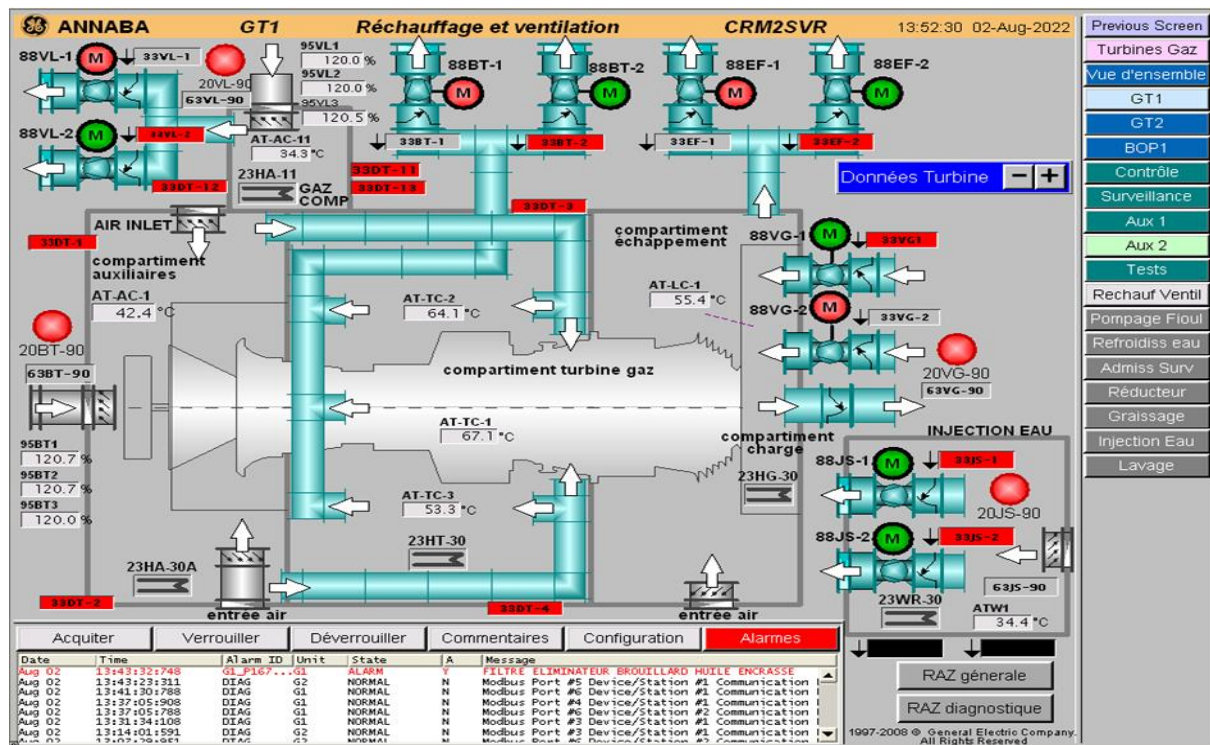 ANNABA GT1 Réchauffage et ventilation CRM2SVR 13:52:30 02-Aug-2022
Previous Screen
Turbines Gaz
Vue d'ensemble
GT1
GT2
BOP1
Contrôle
Surveillance
Aux 1
Aux 2
Tests
Rechauf Ventil
Pompage Fioul
Refroidiss eau
Admiss Surv
Réducteur
Graissage
Injection Eau
Lavage
88VL-1 M 33VL-1
20VL-90
63VL-90
88VL-2 M 33VL-2
33DT-12
95VL1
120.0 %
95VL2
120.0 %
95VL3
120.5 %
AT-AC-11
34.3 °C
23HA-11
GAZ
COMP
33DT-11
33DT-13
88BT-1 M 33BT-1
88BT-2 M 33BT-2
88EF-1 M 33EF-1
88EF-2 M 33EF-2
Données Turbine - +
33DT-1
AIR INLET
compartiment
auxiliaires
AT-AC-1
42.4 °C
20BT-90
63BT-90
95BT1
120.7 %
95BT2
120.7 %
95BT3
120.0 %
33DT-3
AT-TC-2
64.1 °C
compartiment turbine gaz
AT-TC-1
67.1 °C
AT-TC-3
53.3 °C
compartiment
échappement
AT-LC-1
55.4 °C
88VG-1 M 33VG1
88VG-2 M 33VG-2
20VG-90
63VG-90
compartiment
charge
23HG-30
23HT-30
23HA-30A
33DT-2
entrée air
33DT-4
entrée air
INJECTION EAU
88JS-1 M 33JS-1
20JS-90
88JS-2 M 33JS-2
63JS-90
23WR-30
ATW1
34.4 °C
Acquiter Verrouiller Déverrouiller Commentaires Configuration Alarmes
Date Time Alarm ID Unit State A Message
Aug 02 13:43:32:748 G1_P167... G1 ALARM Y FILTRE ELIMINATEUR BROUILLARD HUILE ENCRASSE
Aug 02 13:43:23:311 DIAG G2 NORMAL N Modbus Port #5 Device/Station #1 Communication
Aug 02 13:41:30:788 DIAG G1 NORMAL N Modbus Port #6 Device/Station #1 Communication
Aug 02 13:37:05:908 DIAG G1 NORMAL N Modbus Port #4 Device/Station #1 Communication
Aug 02 13:37:05:788 DIAG G1 NORMAL N Modbus Port #6 Device/Station #2 Communication
Aug 02 13:31:34:108 DIAG G1 NORMAL N Modbus Port #3 Device/Station #1 Communication
Aug 02 13:14:01:591 DIAG G2 NORMAL N Modbus Port #3 Device/Station #1 Communication
RAZ génerale
RAZ diagnostique
1997-2008 © General Electric Company.
All Rights Reserved